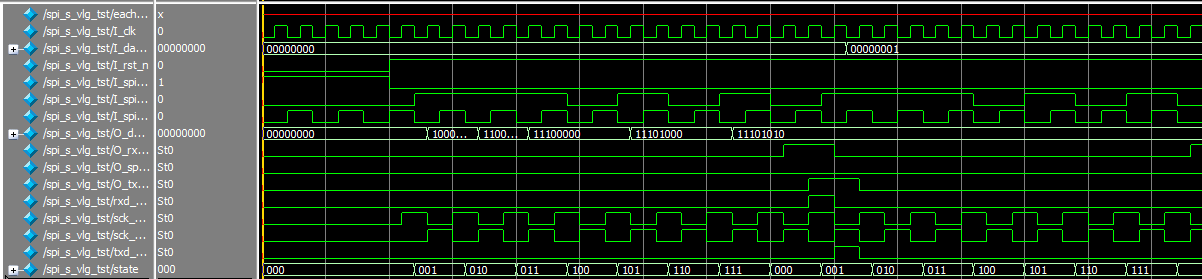 /spi_s_vlg_tst/each... x
/spi_s_vlg_tst/I_clk 0
/spi_s_vlg_tst/I_da... 00000000 00000000 00000001
/spi_s_vlg_tst/I_rst_n 0
/spi_s_vlg_tst/I_spi... 1
/spi_s_vlg_tst/I_spi... 0
/spi_s_vlg_tst/I_spi... 0
/spi_s_vlg_tst/O_d... 00000000 00000000 1000... 1100... 11100000 11101000 11101010
/spi_s_vlg_tst/O_rx... St0
/spi_s_vlg_tst/O_sp... St0
/spi_s_vlg_tst/O_tx... St0
/spi_s_vlg_tst/rxd_... St0
/spi_s_vlg_tst/sck_... St0
/spi_s_vlg_tst/sck_... St0
/spi_s_vlg_tst/txd_... St0
/spi_s_vlg_tst/state 000 000 001 010 011 100 101 110 111 000 001 010 011 100 101 110 111